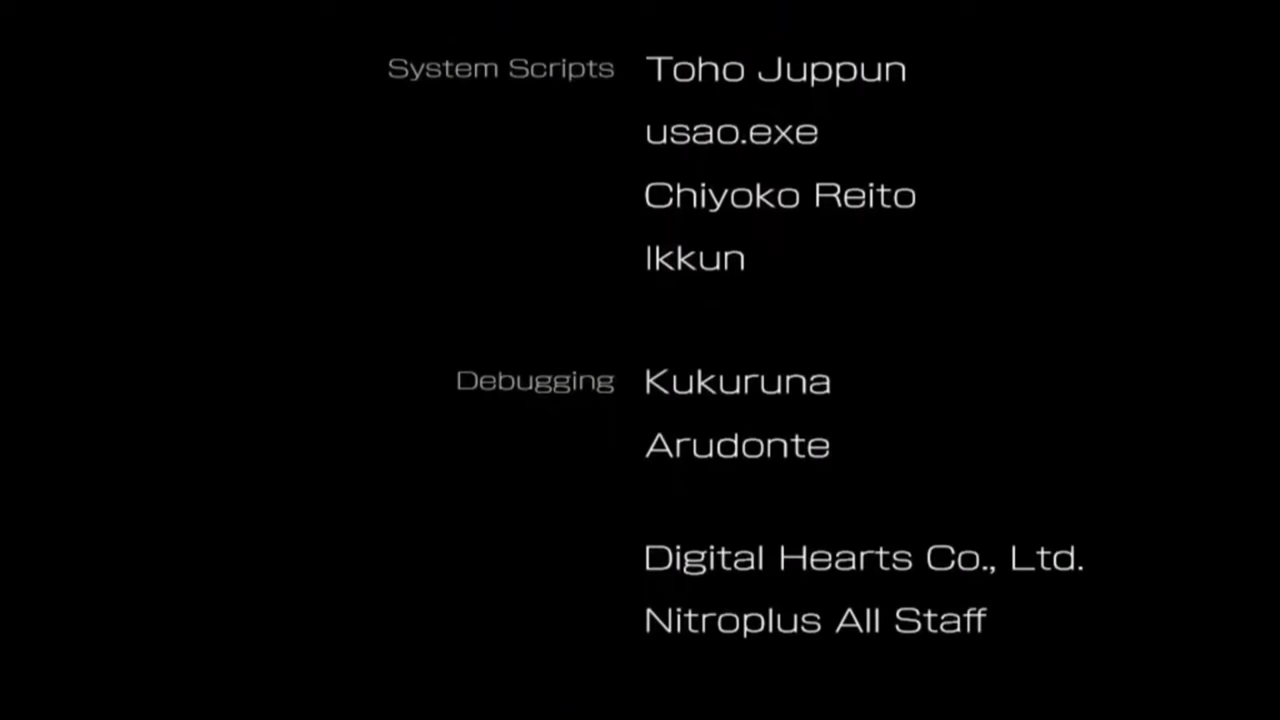 System Scripts Toho Juppun
usao.exe
Chiyoko Reito
Ikkun
Debugging Kukuruna
Arudonte
Digital Hearts Co., Ltd.
Nitroplus All Staff